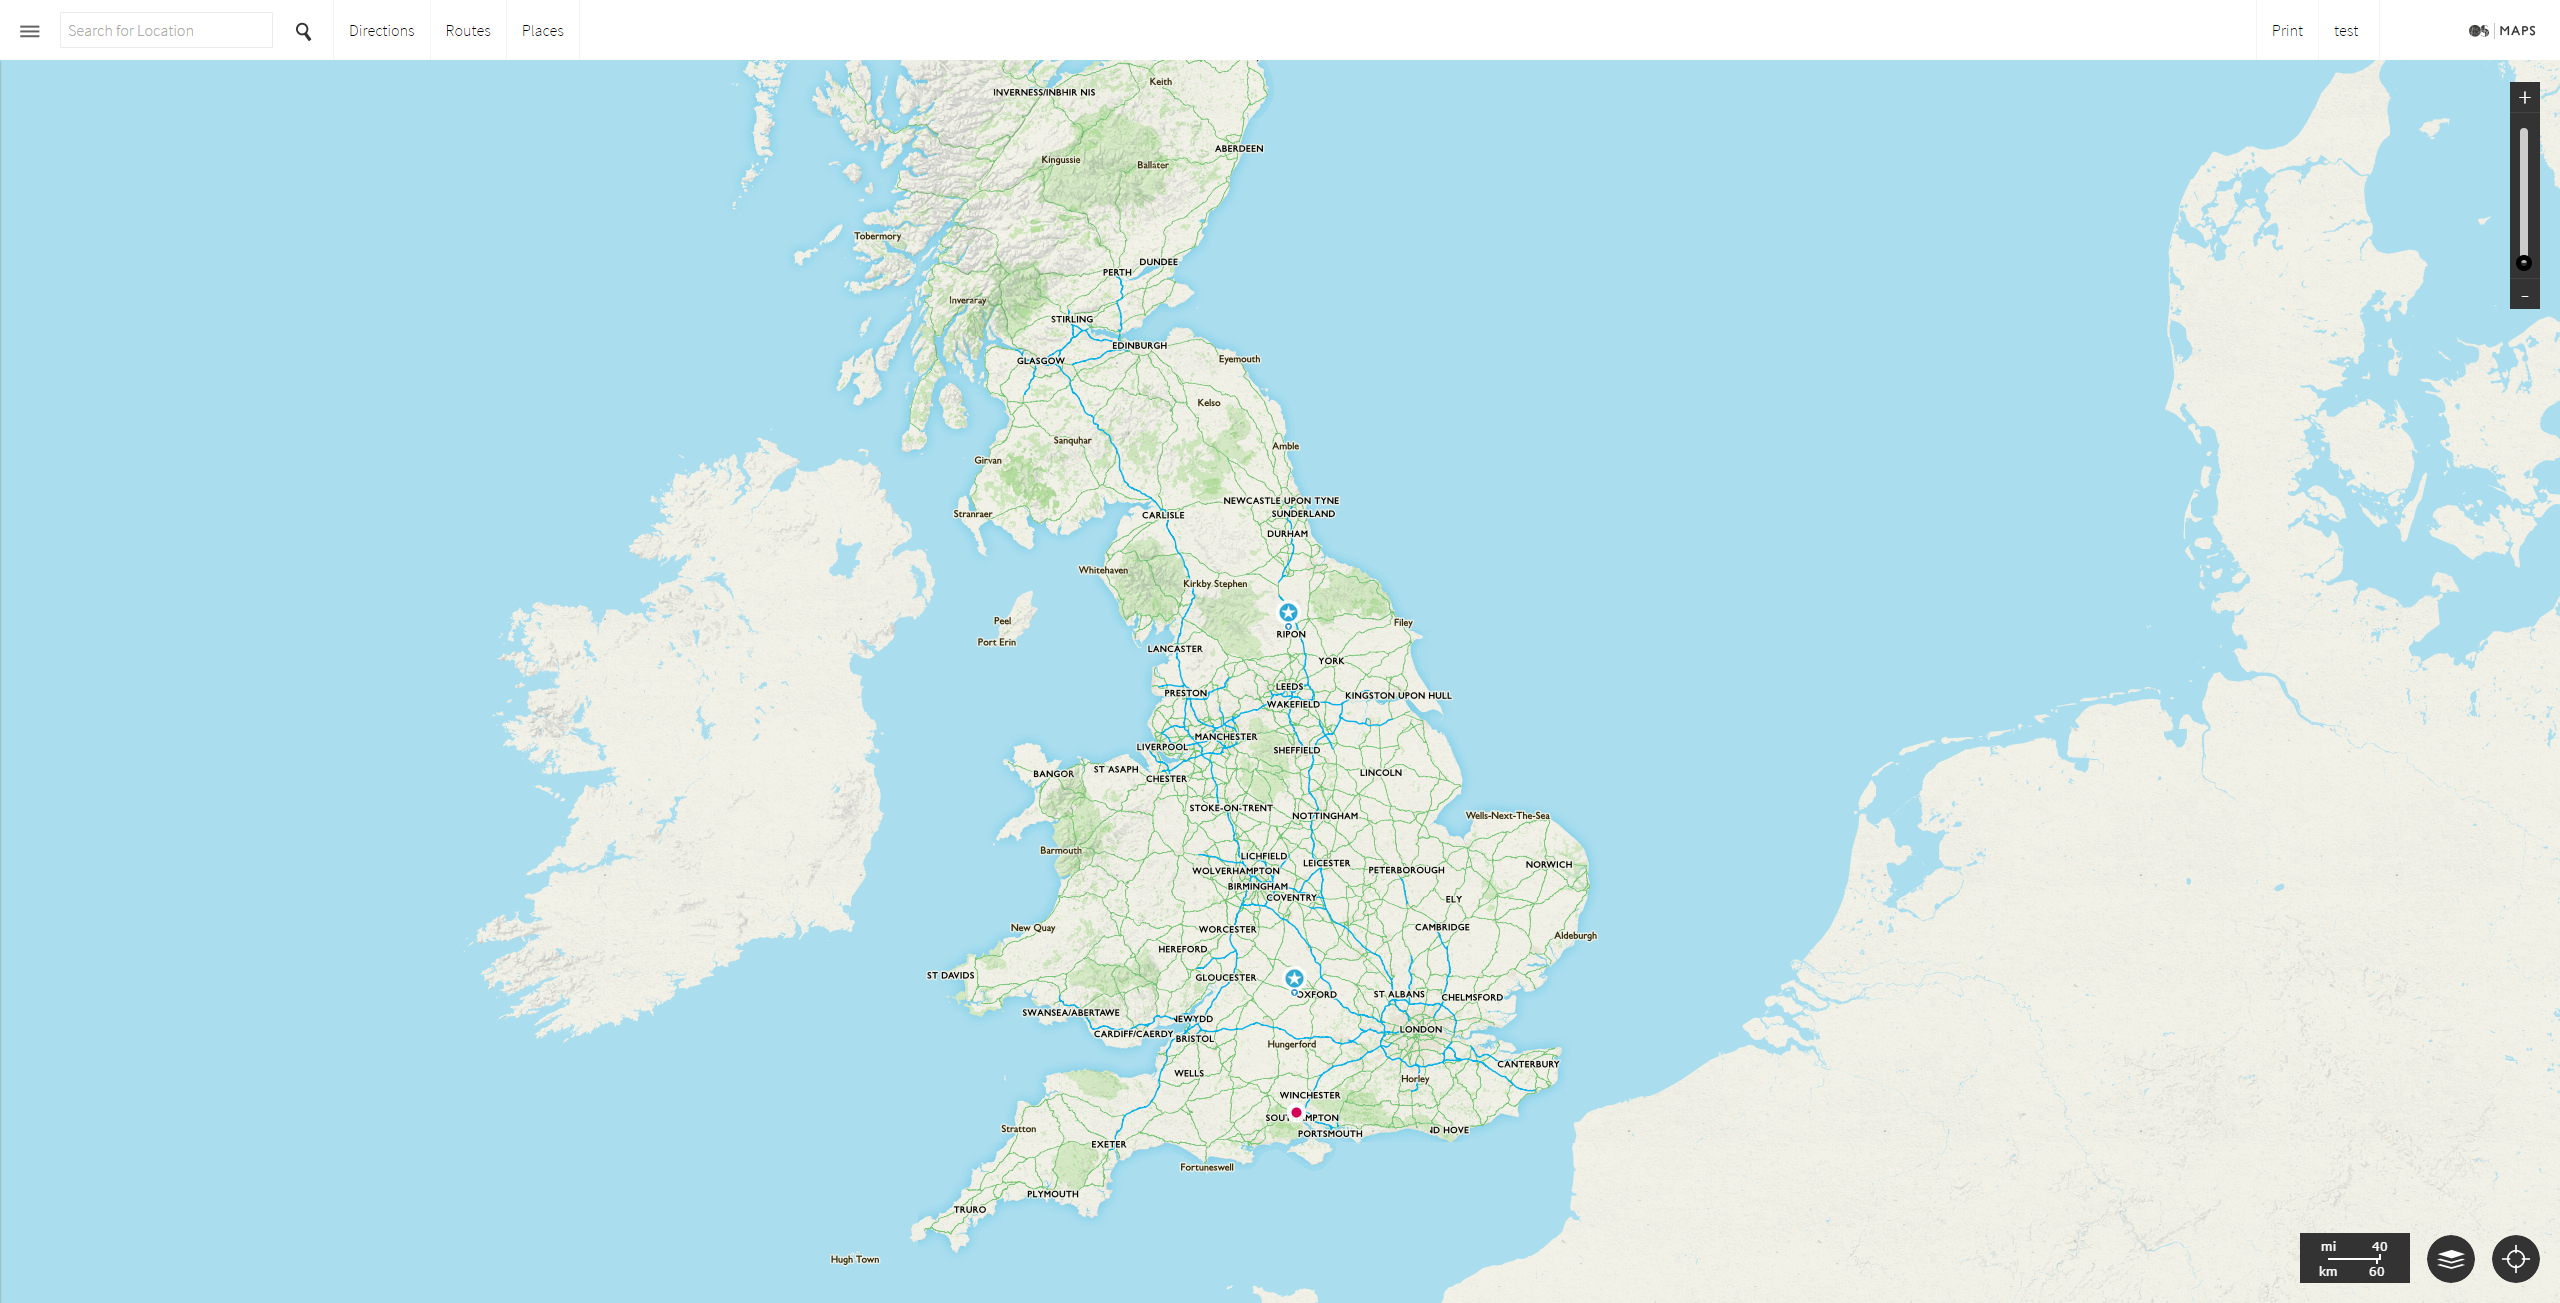 Search for Location
Directions
Routes
Places
Print
test
MAPS
Keith
INVERNESS/INBHIR NIS
ABERDEEN
Kingussie
Ballater
Tobermory
DUNDEE
PERTH
Inveraray
STIRLING
EDINBURGH
GLASGOW
Eyemouth
Kelso
Sanquhar
Amble
Girvan
NEWCASTLE UPON TYNE
Stranraer
CARLISLE
SUNDERLAND
DURHAM
Whitehaven
Kirkby Stephen
Peel
Filey
RIPON
Port Erin
LANCASTER
YORK
LEEDS
PRESTON
KINGSTON UPON HULL
WAKEFIELD
MANCHESTER
LIVERPOOL
SHEFFIELD
BANGOR
ST ASAPH
CHESTER
LINCOLN
STOKE-ON-TRENT
NOTTINGHAM
Wells-Next-The-Sea
Barmouth
LICHFIELD
LEICESTER
NORWICH
WOLVERHAMPTON
PETERBOROUGH
BIRMINGHAM
COVENTRY
ELY
New Quay
WORCESTER
CAMBRIDGE
Aldeburgh
HEREFORD
ST DAVIDS
GLOUCESTER
OXFORD
ST ALBANS
CHELMSFORD
SWANSEA/ABERTAWE
NEWYDD
CARDIFF/CAERDY
BRISTOL
LONDON
Hungerford
CANTERBURY
WELLS
Horley
WINCHESTER
SOUT MPTON
Stratton
PORTSMOUTH
ND HOVE
EXETER
Fortuneswell
PLYMOUTH
TRURO
Hugh Town
mi 40
km 60